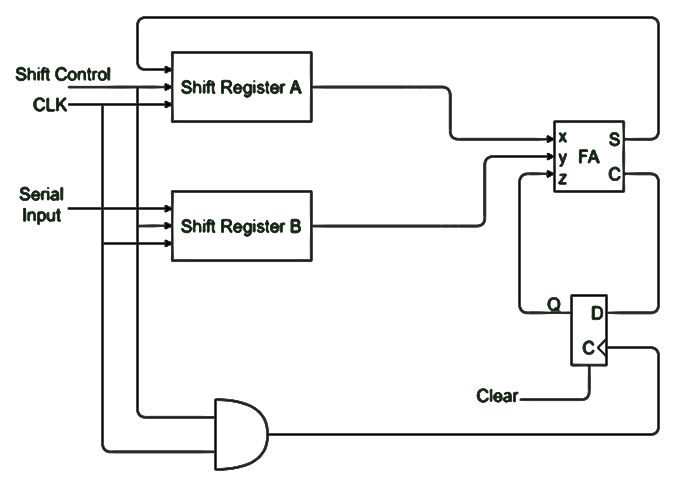 Shift Control
CLK
Shift Register A
x
y
z
FA
S
C
Serial
Input
Shift Register B
Q
D
C
Clear